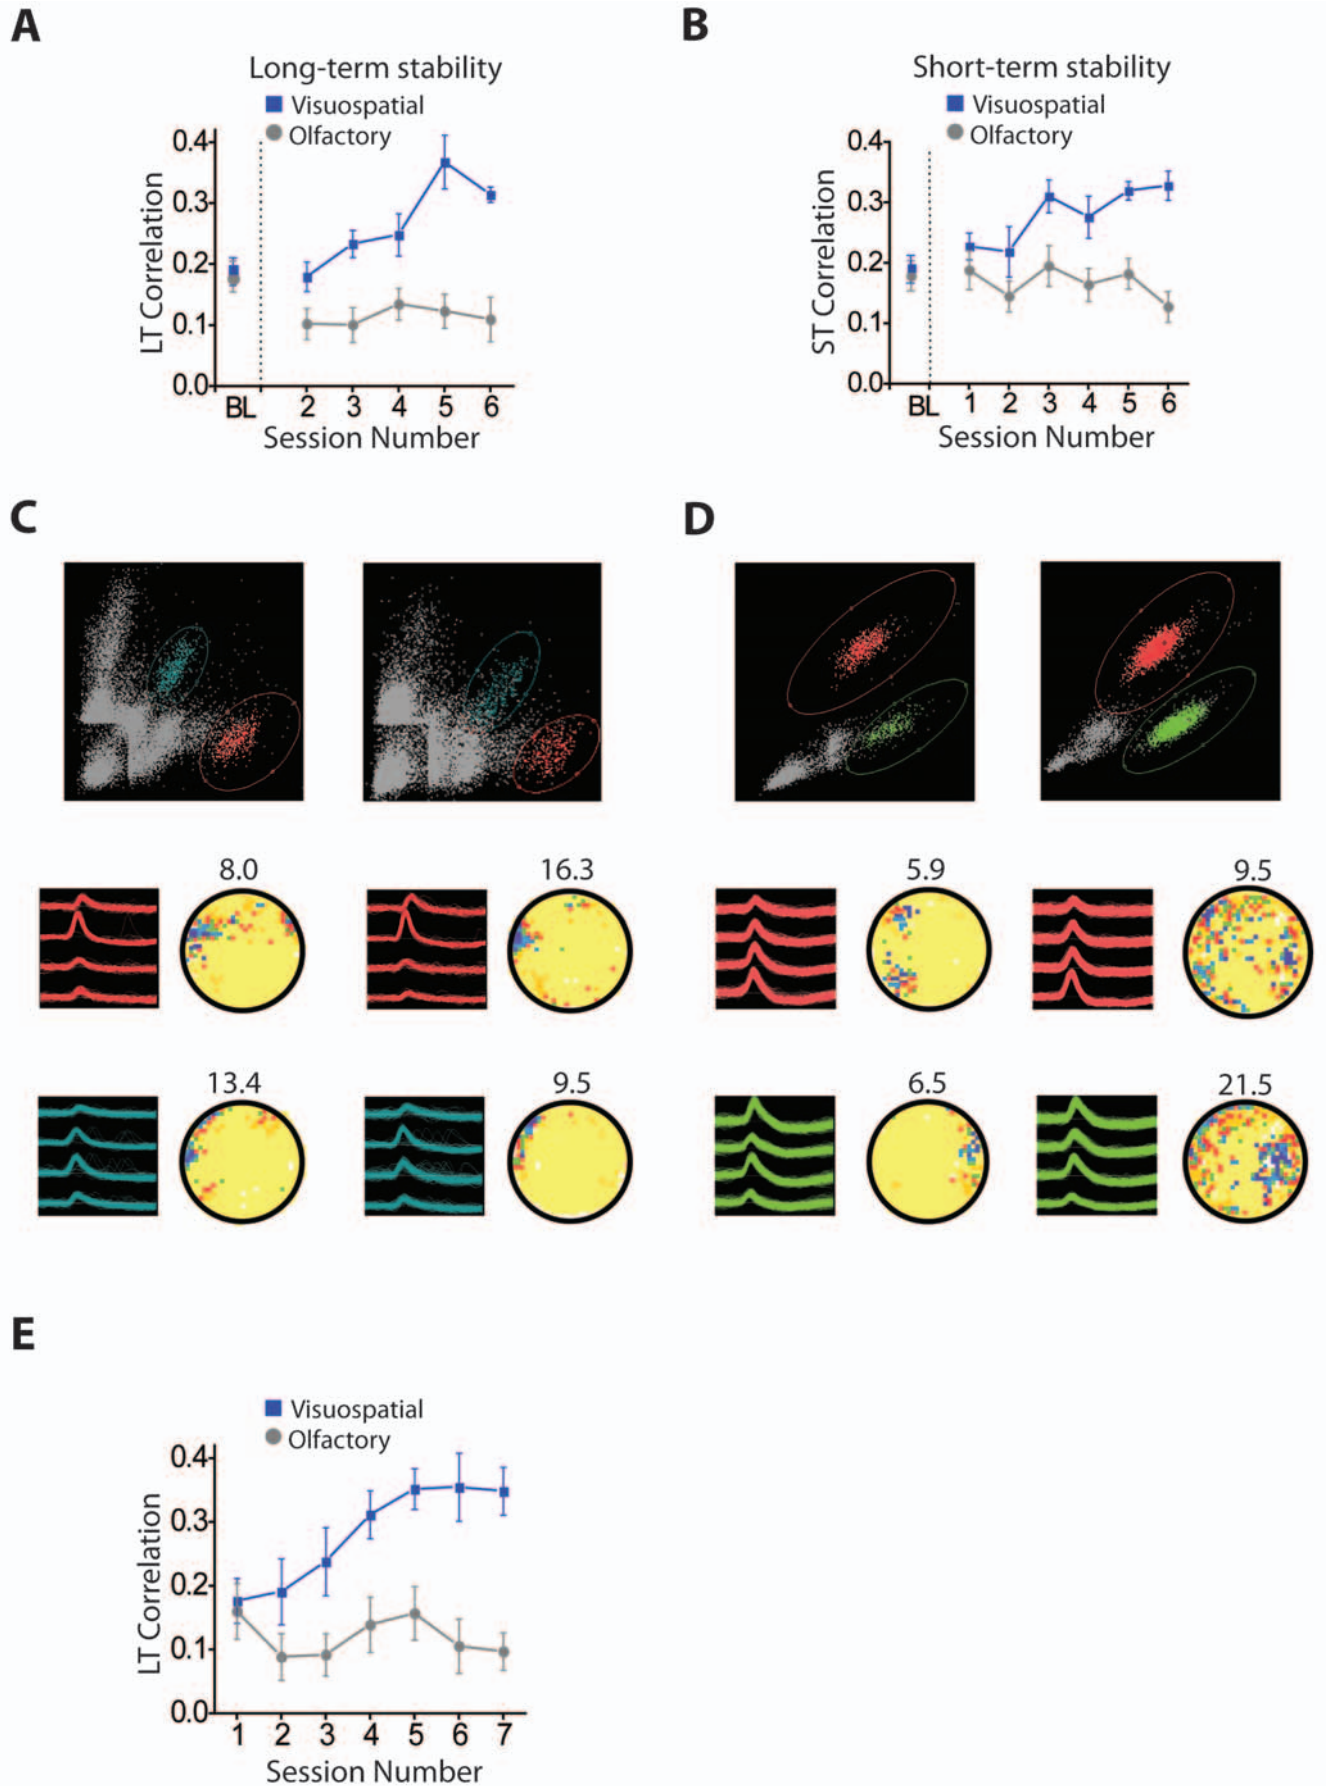 A
Long-term stability
Visuospatial
Olfactory
0.4
0.3
0.2
0.1
0.0
LT Correlation
BL 2 3 4 5 6
Session Number
B
Short-term stability
Visuospatial
Olfactory
0.4
0.3
0.2
0.1
0.0
ST Correlation
BL 1 2 3 4 5 6
Session Number
C
8.0 16.3
13.4 9.5
D
5.9 9.5
6.5 21.5
E
Visuospatial
Olfactory
0.4
0.3
0.2
0.1
0.0
LT Correlation
1 2 3 4 5 6 7
Session Number